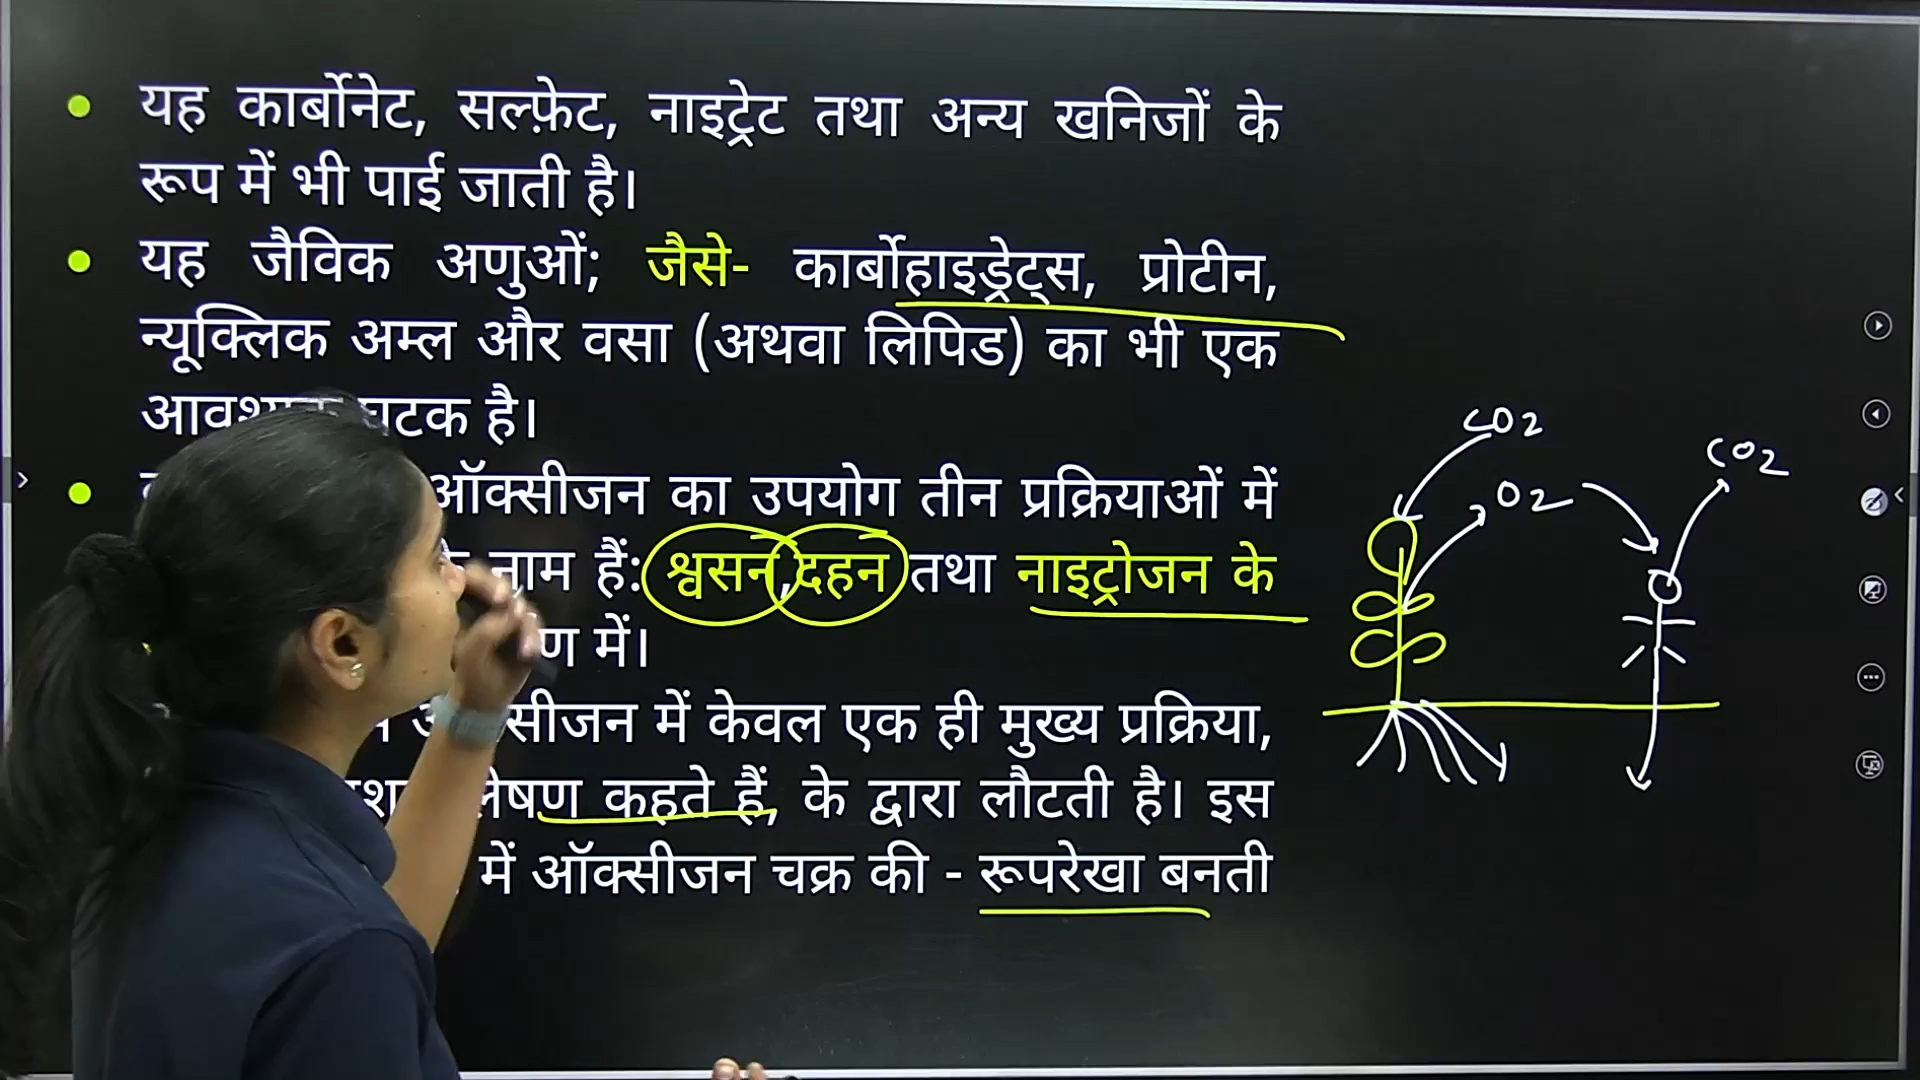 यह कार्बोनेट, सल्फ़ेट, नाइट्रेट तथा अन्य खनिजों के
रूप में भी पाई जाती है।
यह जैविक अणुओं; जैसे- कार्बोहाइड्रेट्स, प्रोटीन,
न्यूक्लिक अम्ल और वसा (अथवा लिपिड) का भी एक
घटक है।
ऑक्सीजन का उपयोग तीन प्रक्रियाओं में
नाम हैं: श्वसन, दहन तथा नाइट्रोजन के
में।
में केवल एक ही मुख्य प्रक्रिया,
कहते हैं, के द्वारा लौटती है। इस
में ऑक्सीजन चक्र की - रूपरेखा बनती
CO2
O2
CO2